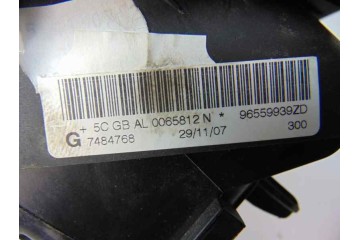 + 5C GB AL 0065812 N * 96559939ZD
G 7484768 29/11/07 300